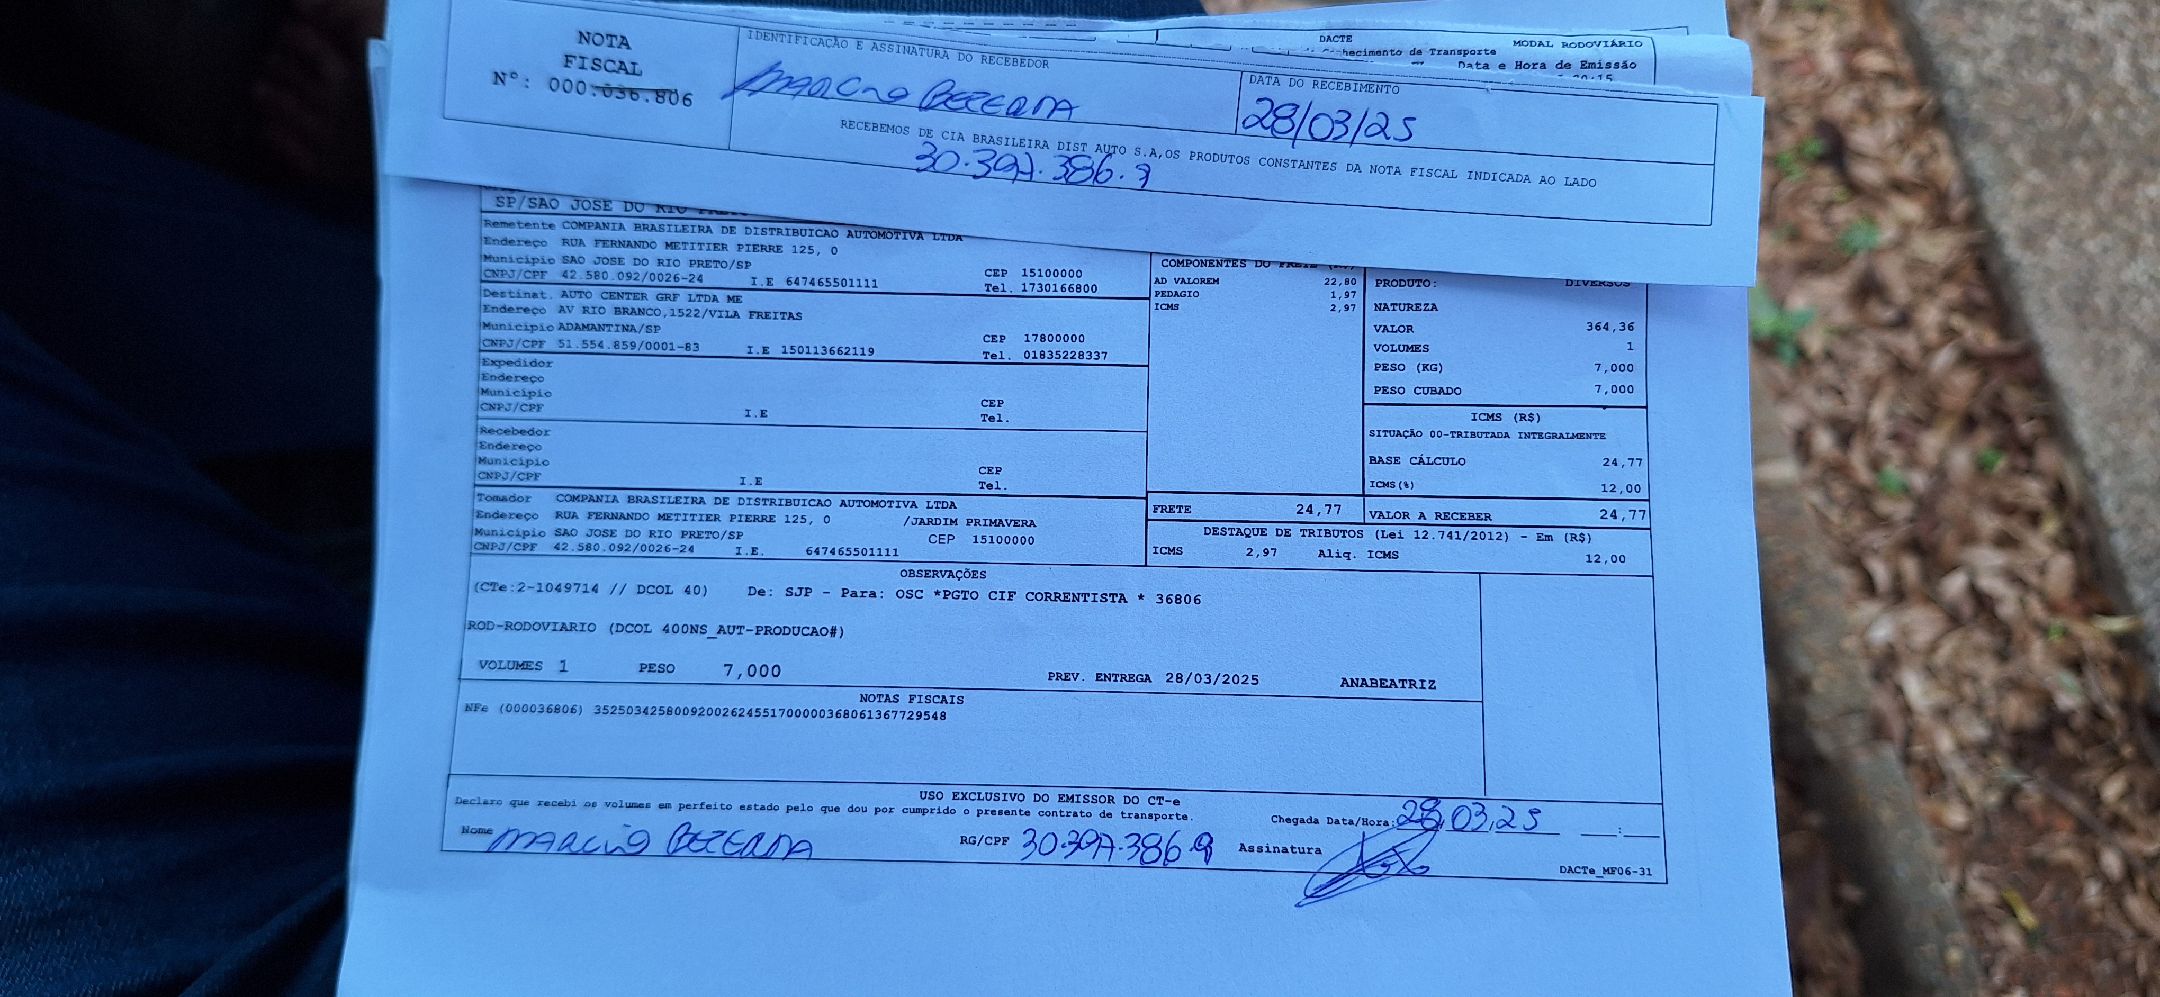 NOTA
FISCAL
Nº: 000.036.806
IDENTIFICAÇÃO E ASSINATURA DO RECEBEDOR
MARCIO BEZERRA
DATA DO RECEBIMENTO
28/03/25
RECEBEMOS DE CIA BRASILEIRA DIST AUTO S.A,OS PRODUTOS CONSTANTES DA NOTA FISCAL INDICADA AO LADO
30.397.386.9
DACTE
de Transporte
MODAL RODOVIÁRIO
Data e Hora de Emissão
SP/SAO JOSE DO RIO
Remetente COMPANIA BRASILEIRA DE DISTRIBUICAO AUTOMOTIVA LTDA
Endereço RUA FERNANDO METITIER PIERRE 125, 0
Município SAO JOSE DO RIO PRETO/SP
CEP 15100000
CNPJ/CPF 42.580.092/0026-24 I.E 647465501111 Tel. 1730166800
Destinat. AUTO CENTER GRF LTDA ME
Endereço AV RIO BRANCO,1522/VILA FREITAS
Município ADAMANTINA/SP
CEP 17800000
CNPJ/CPF 51.554.859/0001-83 I.E 150113662119 Tel. 01835228337
Expedidor
Endereço
Município
CEP
CNPJ/CPF I.E Tel.
Recebedor
Endereço
Município
CEP
CNPJ/CPF I.E Tel.
Tomador COMPANIA BRASILEIRA DE DISTRIBUICAO AUTOMOTIVA LTDA
Endereço RUA FERNANDO METITIER PIERRE 125, 0 /JARDIM PRIMAVERA
Município SAO JOSE DO RIO PRETO/SP CEP 15100000
CNPJ/CPF 42.580.092/0026-24 I.E. 647465501111
COMPONENTES DO FRETE
AD VALOREM 22,80
PEDAGIO 1,97
ICMS 2,97
PRODUTO: DIVERSOS
NATUREZA
VALOR 364,36
VOLUMES 1
PESO (KG) 7,000
PESO CUBADO 7,000
ICMS (R$)
SITUAÇÃO 00-TRIBUTADA INTEGRALMENTE
BASE CÁLCULO 24,77
ICMS(%) 12,00
FRETE 24,77
VALOR A RECEBER 24,77
DESTAQUE DE TRIBUTOS (Lei 12.741/2012) - Em (R$)
ICMS 2,97 Aliq. ICMS 12,00
OBSERVAÇÕES
(CTe:2-1049714 // DCOL 40) De: SJP - Para: OSC *PGTO CIF CORRENTISTA * 36806
ROD-RODOVIARIO (DCOL 400NS_AUT-PRODUCAO#)
VOLUMES 1 PESO 7,000 PREV. ENTREGA 28/03/2025 ANABEATRIZ
NOTAS FISCAIS
NFe (000036806) 35250342580092002624551700000368061367729548
USO EXCLUSIVO DO EMISSOR DO CT-e
Declaro que recebi os volumes em perfeito estado pelo que dou por cumprido o presente contrato de transporte.
Chegada Data/Hora: 28,03,25 __:__
Nome MARCIO BEZERRA RG/CPF 30.397.386.9 Assinatura
DACTe_MF06-31